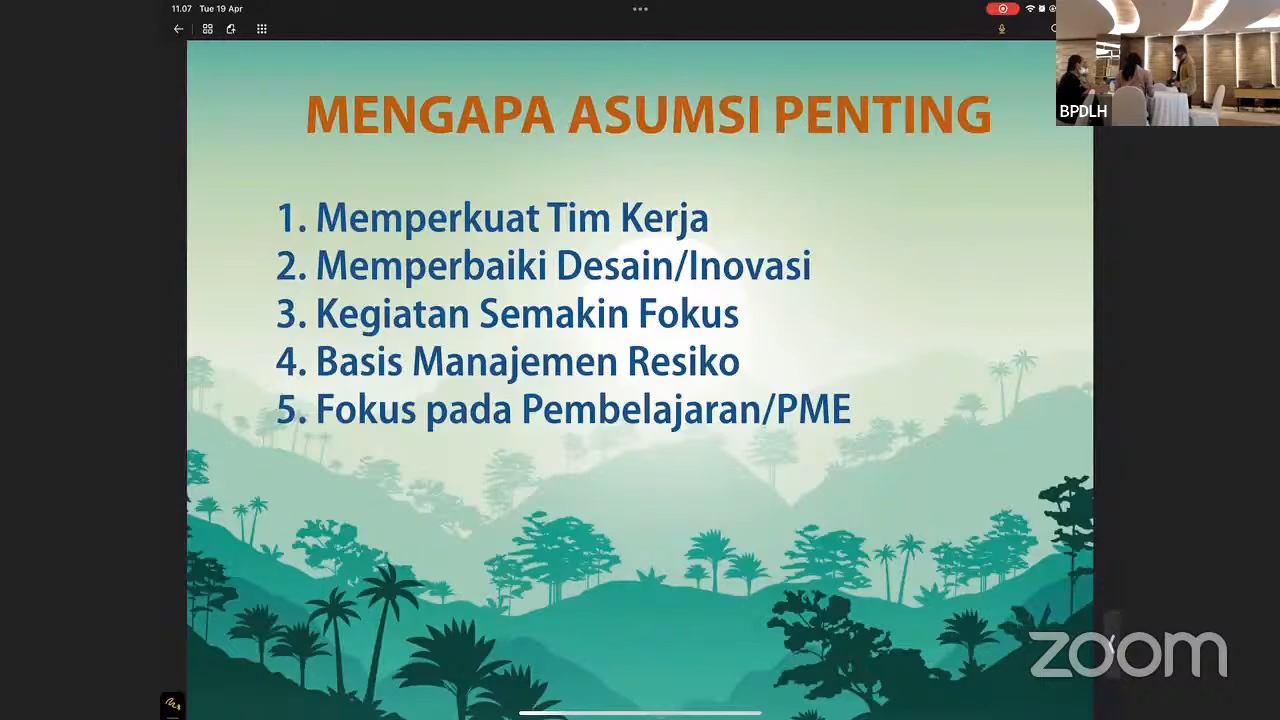 11.07 Tue 19 Apr
MENGAPA ASUMSI PENTING
1. Memperkuat Tim Kerja
2. Memperbaiki Desain/Inovasi
3. Kegiatan Semakin Fokus
4. Basis Manajemen Resiko
5. Fokus pada Pembelajaran/PME
BPDLH
zoom